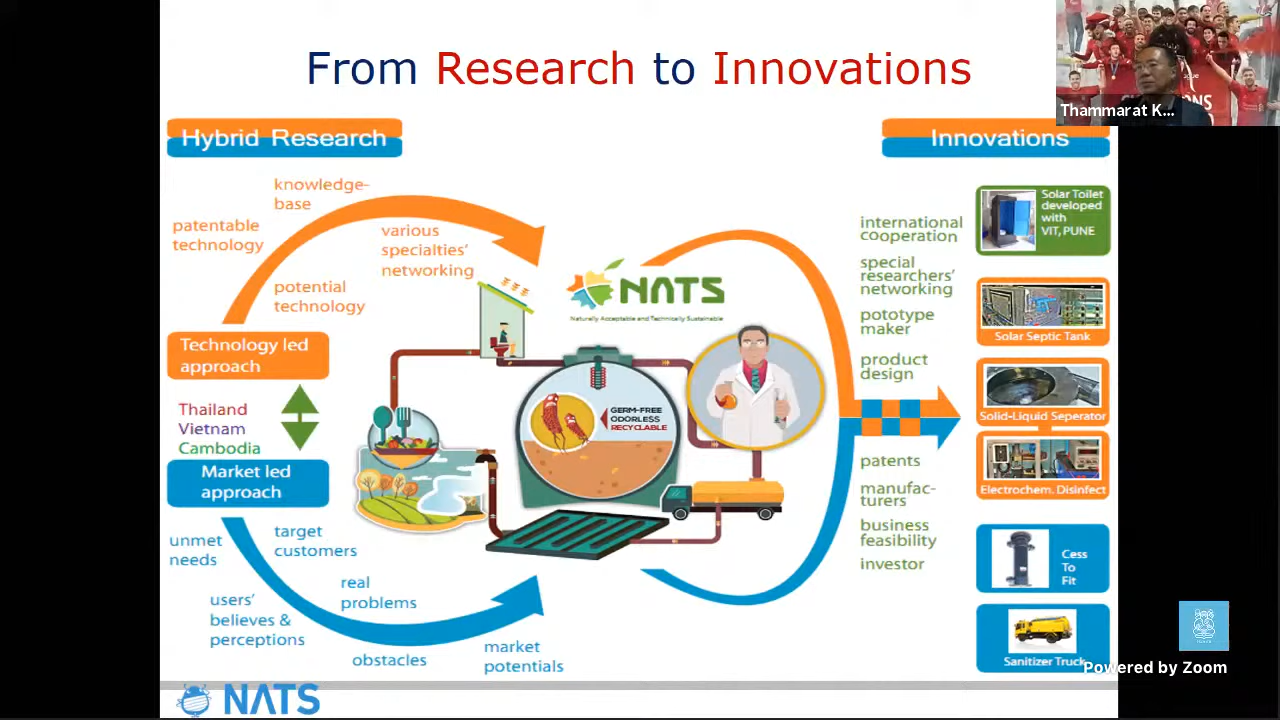 From Research to Innovations
Thammarat K...
Hybrid Research
Innovations
knowledge-
base
patentable
technology
various
specialties'
networking
potential
technology
Technology led
approach
Thailand
Vietnam
Cambodia
Market led
approach
unmet
needs
target
customers
real
problems
users'
believes &
perceptions
obstacles
market
potentials
NATS
Naturally Acceptable and Technically Sustainable
GERM-FREE
ODORLESS
RECYCLABLE
international
cooperation
special
researchers'
networking
pototype
maker
product
design
patents
manufac-
turers
business
feasibility
investor
Solar Toilet
developed
with
VIT, PUNE
Solar Septic Tank
Solid-Liquid Seperator
Electrochem. Disinfect
Cess
To
Fit
Sanitizer Truck
Powered by Zoom
NATS